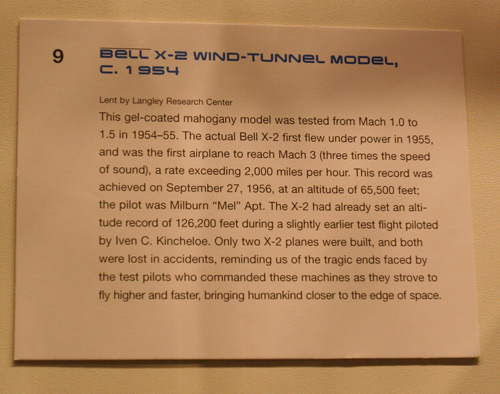 9
BELL X-2 WIND-TUNNEL MODEL,
C. 1954
Lent by Langley Research Center
This gel-coated mahogany model was tested from Mach 1.0 to
1.5 in 1954–55. The actual Bell X-2 first flew under power in 1955,
and was the first airplane to reach Mach 3 (three times the speed
of sound), a rate exceeding 2,000 miles per hour. This record was
achieved on September 27, 1956, at an altitude of 65,500 feet;
the pilot was Milburn “Mel” Apt. The X-2 had already set an alti-
tude record of 126,200 feet during a slightly earlier test flight piloted
by Iven C. Kincheloe. Only two X-2 planes were built, and both
were lost in accidents, reminding us of the tragic ends faced by
the test pilots who commanded these machines as they strove to
fly higher and faster, bringing humankind closer to the edge of space.